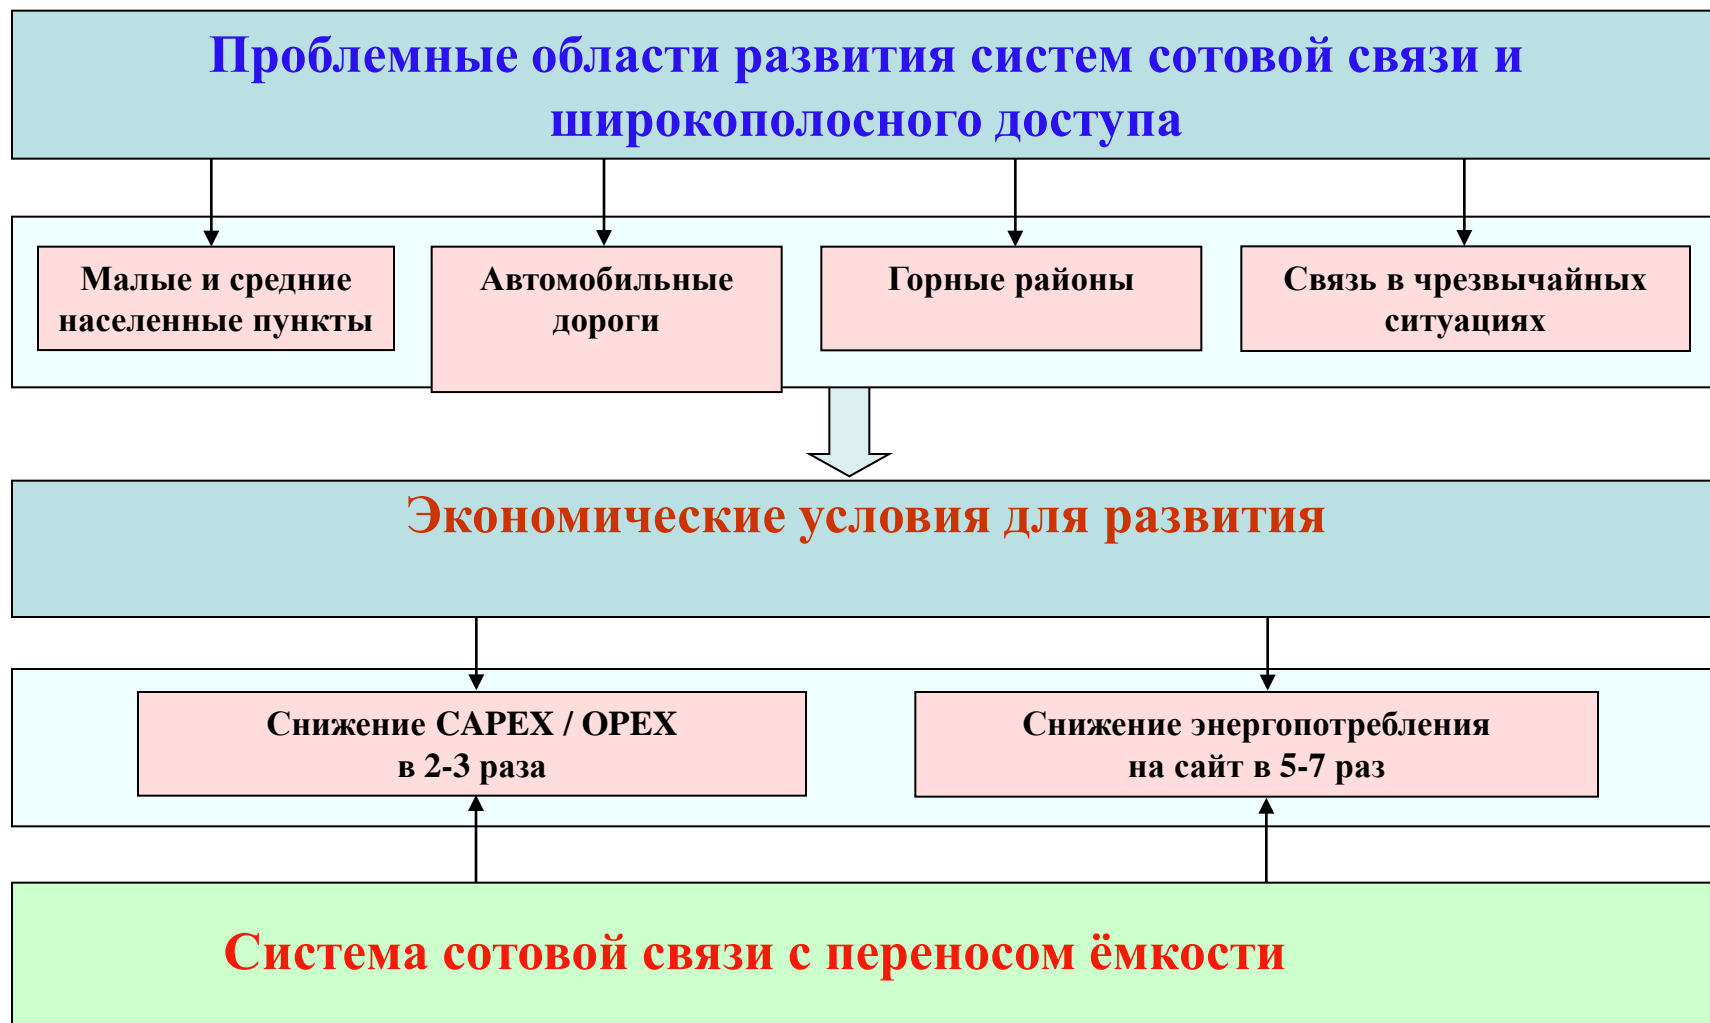 Проблемные области развития систем сотовой связи и
широкополосного доступа
Малые и средние
населенные пункты
Автомобильные
дороги
Горные районы
Связь в чрезвычайных
ситуациях
Экономические условия для развития
Снижение CAPEX / OPEX
в 2-3 раза
Снижение энергопотребления
на сайт в 5-7 раз
Система сотовой связи с переносом ёмкости